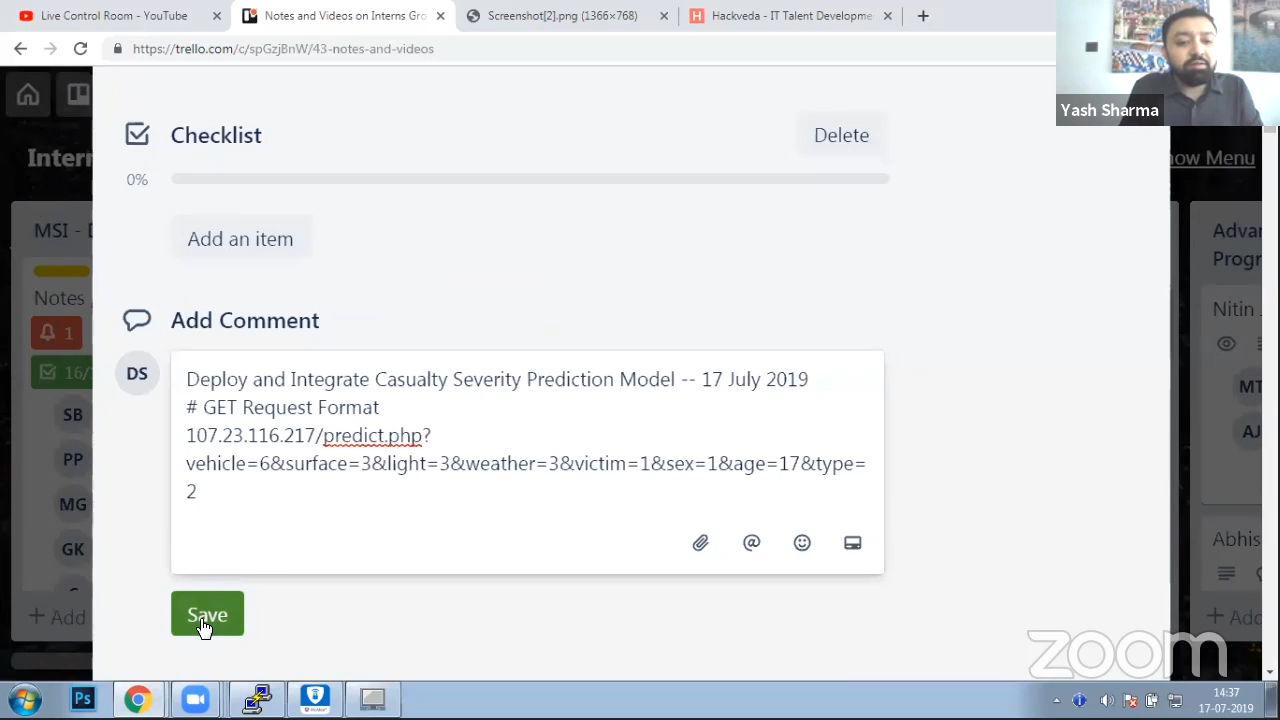 Live Control Room - YouTube
Notes and Videos on Interns Gro
Screenshot[2].png (1366×768)
Hackveda - IT Talent Developme
https://trello.com/c/spGzjBnW/43-notes-and-videos
Yash Sharma
Intern
how Menu
Checklist
Delete
0%
Add an item
MSI - D
Notes
1
16/
SB
PP
MG
GK
Add
Add Comment
DS
Deploy and Integrate Casualty Severity Prediction Model -- 17 July 2019
# GET Request Format
107.23.116.217/predict.php?
vehicle=6&surface=3&light=3&weather=3&victim=1&sex=1&age=17&type=
2
Save
Advan
Progr
Nitin
MT
AJ
Abhis
Add
zoom
Ps
14:37
17-07-2019